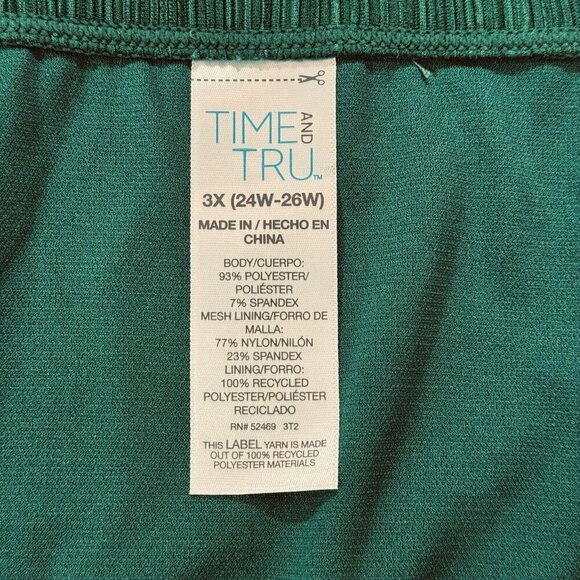 TIME AND
TRU™
3X (24W-26W)
MADE IN / HECHO EN
CHINA
BODY/CUERPO:
93% POLYESTER/
POLIÉSTER
7% SPANDEX
MESH LINING/FORRO DE
MALLA:
77% NYLON/NILÓN
23% SPANDEX
LINING/FORRO:
100% RECYCLED
POLYESTER/POLIÉSTER
RECICLADO
RN# 52469 3T2
THIS LABEL YARN IS MADE
OUT OF 100% RECYCLED
POLYESTER MATERIALS